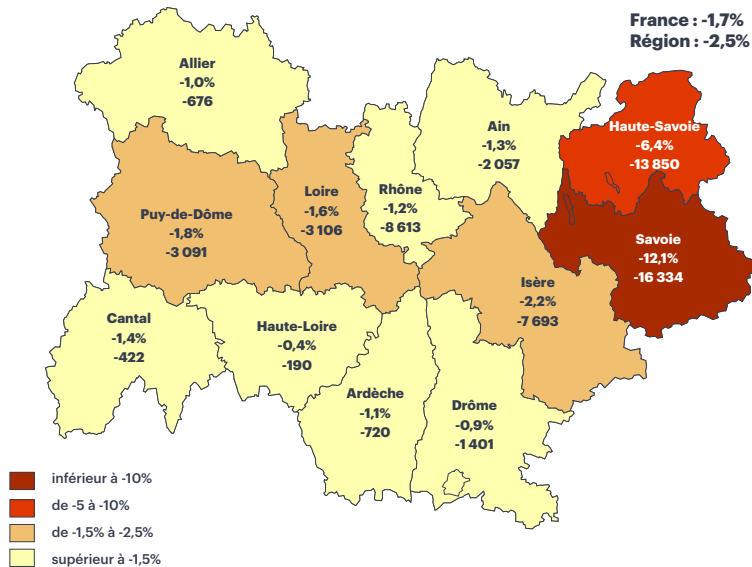 France : -1,7%
Région : -2,5%
Allier
-1,0%
-676
Ain
-1,3%
-2 057
Haute-Savoie
-6,4%
-13 850
Puy-de-Dôme
-1,8%
-3 091
Loire
-1,6%
-3 106
Rhône
-1,2%
-8 613
Savoie
-12,1%
-16 334
Isère
-2,2%
-7 693
Cantal
-1,4%
-422
Haute-Loire
-0,4%
-190
Ardèche
-1,1%
-720
Drôme
-0,9%
-1 401
inférieur à -10%
de -5 à -10%
de -1,5% à -2,5%
supérieur à -1,5%